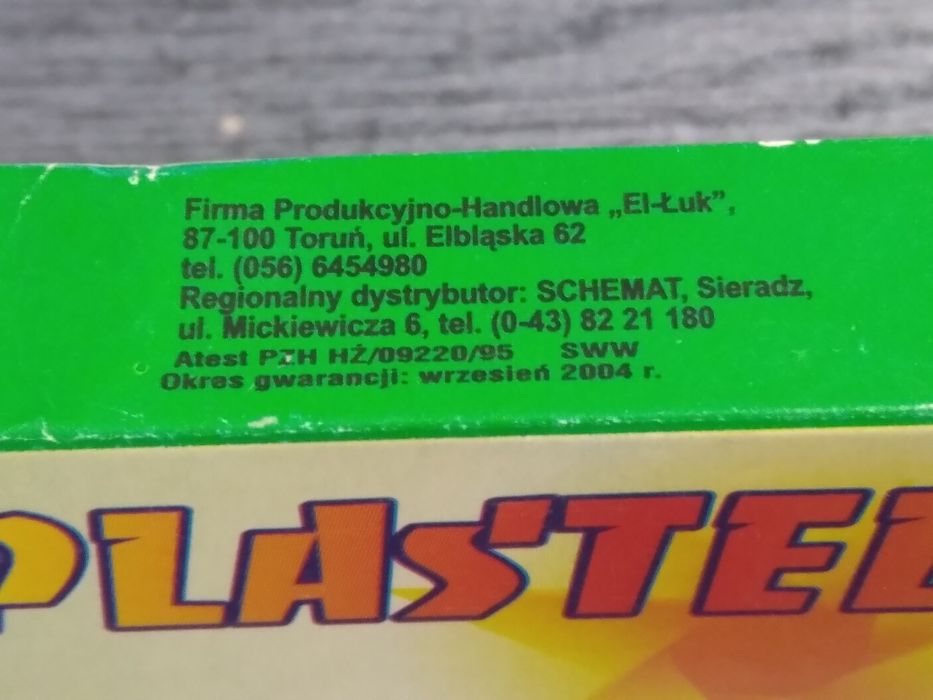 Firma Produkcyjno-Handlowa „El-Łuk”,
87-100 Toruń, ul. Elbląska 62
tel. (056) 6454980
Regionalny dystrybutor: SCHEMAT, Sieradz,
ul. Mickiewicza 6, tel. (0-43) 82 21 180
Atest PZH HŻ/09220/95 SWW
Okres gwarancji: wrzesień 2004 r.
PLASTEL